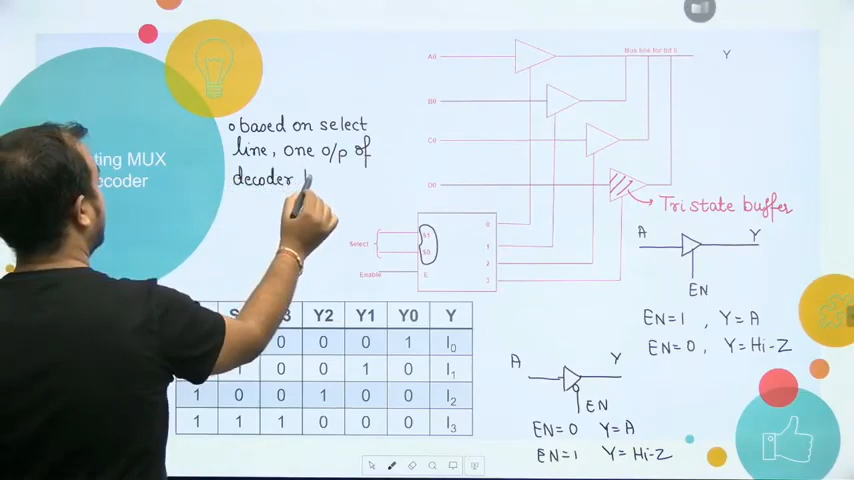 ting MUX
ecoder
o based on select
line, one o/p of
decoder
A0
B0
C0
D0
Bus line for bit 0
Y
Tristate buffer
Select
Enable
S1
S0
E
0
1
2
3
A Y
EN
EN=1 , Y=A
EN=0 , Y=Hi-Z
A Y
EN
EN=0 Y=A
EN=1 Y=Hi-Z
S 3 Y2 Y1 Y0 Y
0 0 0 1 I0
1 0 0 1 0 I1
1 0 0 1 0 0 I2
1 1 1 0 0 0 I3